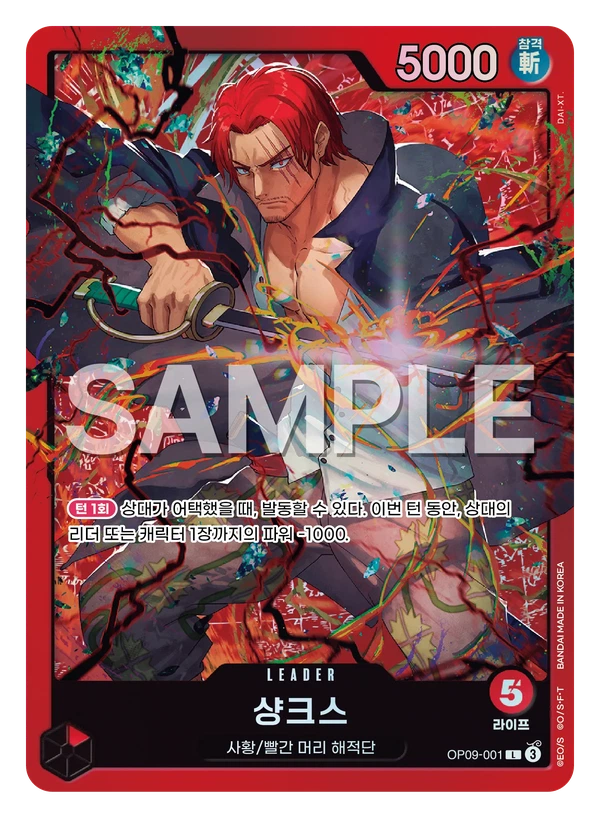 5000
참격
斬
DAI-XT.
SAMPLE
턴 1회 상대가 어택했을 때, 발동할 수 있다. 이번 턴 동안, 상대의
리더 또는 캐릭터 1장까지의 파워 -1000.
LEADER
샹크스
사황/빨간 머리 해적단
5
라이프
OP09-001 L 3
©EO/S ©O/S·F·T BANDAI MADE IN KOREA